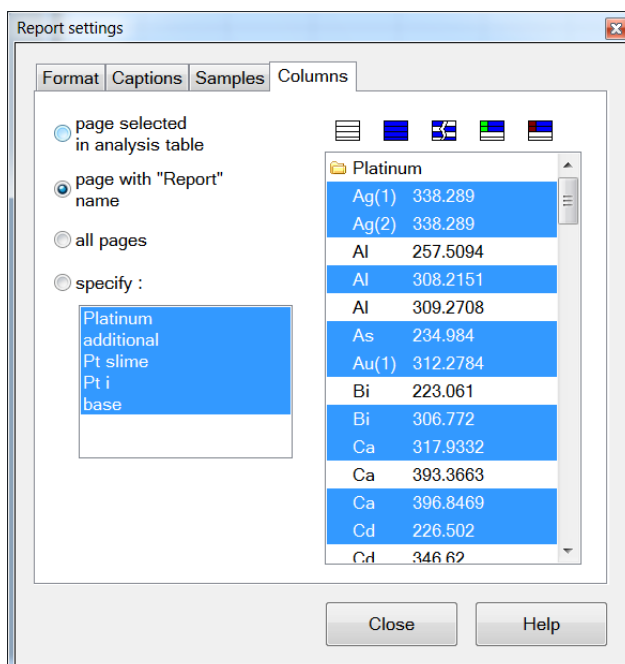 Report settings
Format Captions Samples Columns
page selected
in analysis table
page with "Report"
name
all pages
specify :
Platinum
additional
Pt slime
Pt i
base
Platinum
Ag(1) 338.289
Ag(2) 338.289
Al 257.5094
Al 308.2151
Al 309.2708
As 234.984
Au(1) 312.2784
Bi 223.061
Bi 306.772
Ca 317.9332
Ca 393.3663
Ca 396.8469
Cd 226.502
Cd 346.62
Close Help